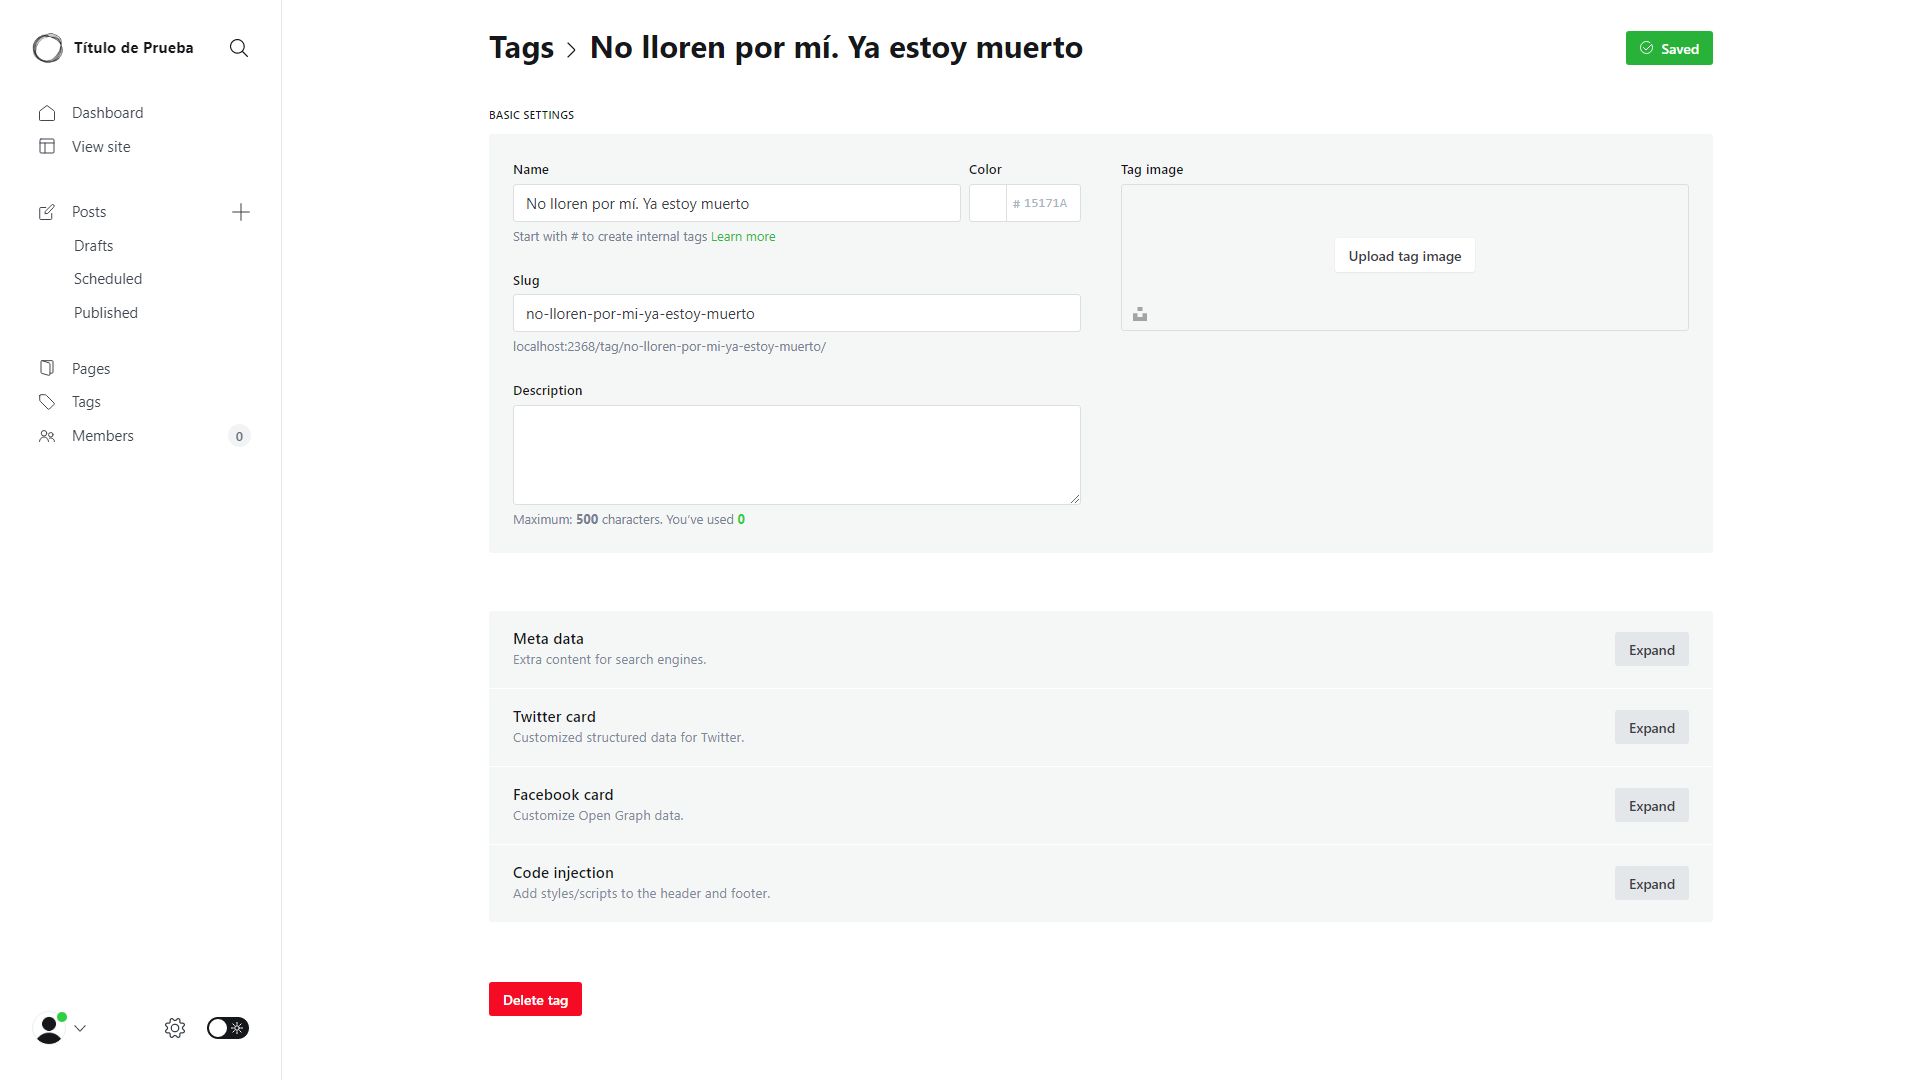 Título de Prueba
Dashboard
View site
Posts
Drafts
Scheduled
Published
Pages
Tags
Members
0
Tags > No lloren por mí. Ya estoy muerto
Saved
BASIC SETTINGS
Name
No lloren por mí. Ya estoy muerto
Start with # to create internal tags Learn more
Color
# 15171A
Slug
no-lloren-por-mi-ya-estoy-muerto
localhost:2368/tag/no-lloren-por-mi-ya-estoy-muerto/
Description
Maximum: 500 characters. You’ve used 0
Tag image
Upload tag image
Meta data
Extra content for search engines.
Expand
Twitter card
Customized structured data for Twitter.
Expand
Facebook card
Customize Open Graph data.
Expand
Code injection
Add styles/scripts to the header and footer.
Expand
Delete tag